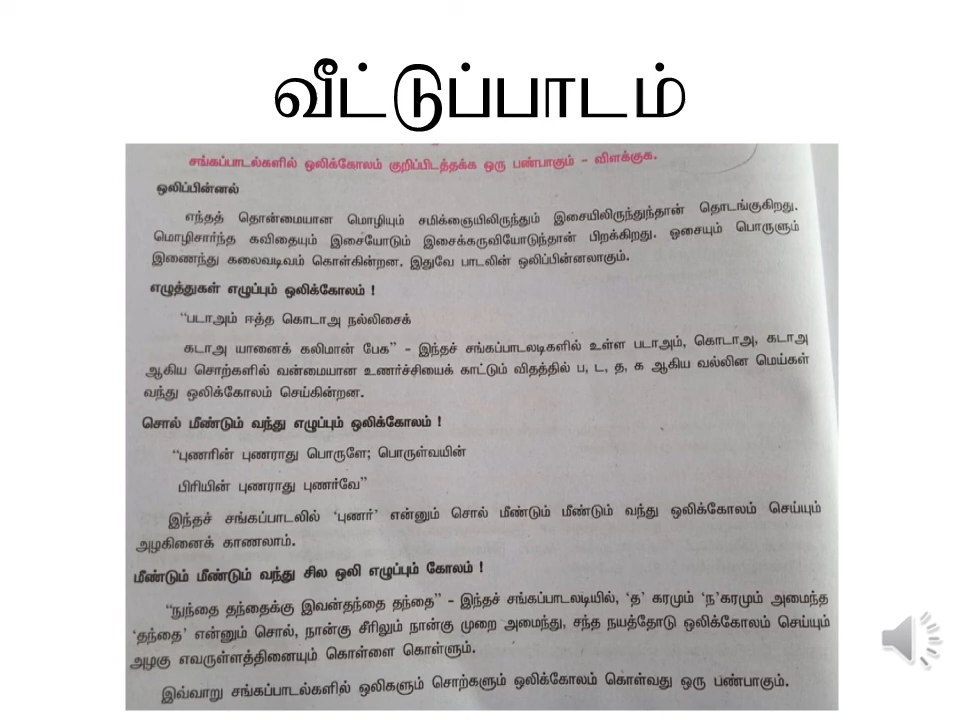 வீட்டுப்பாடம்
சங்கப்பாடல்களில் ஒலிக்கோலம் குறிப்பிடத்தக்க ஒரு பண்பாகும் – விளக்குக.
ஒலிப்பின்னல்
எந்தத் தொன்மையான மொழியும் சமிக்ஞையிலிருந்தும் இசையிலிருந்துந்தான் தொடங்குகிறது.
மொழிசார்ந்த கவிதையும் இசையோடும் இசைக்கருவியோடுந்தான் பிறக்கிறது. ஓசையும் பொருளும்
இணைந்து கலைவடிவம் கொள்கின்றன. இதுவே பாடலின் ஒலிப்பின்னலாகும்.
எழுத்துகள் எழுப்பும் ஒலிக்கோலம் !
“படாஅம் ஈத்த கொடாஅ நல்லிசைக்
கடாஅ யானைக் கலிமான் பேக” – இந்தச் சங்கப்பாடலடிகளில் உள்ள படாஅம், கொடாஅ, கடாஅ
ஆகிய சொற்களில் வன்மையான உணர்ச்சியைக் காட்டும் விதத்தில் ப, ட, த, க ஆகிய வல்லின மெய்கள்
வந்து ஒலிக்கோலம் செய்கின்றன.
சொல் மீண்டும் வந்து எழுப்பும் ஒலிக்கோலம் !
“புணரின் புணராது பொருளே; பொருள்வயின்
பிரியின் புணராது புணர்வே”
இந்தச் சங்கப்பாடலில் ‘புணர்’ என்னும் சொல் மீண்டும் மீண்டும் வந்து ஒலிக்கோலம் செய்யும்
அழகினைக் காணலாம்.
மீண்டும் மீண்டும் வந்து சில ஒலி எழுப்பும் கோலம் !
“நுந்தை தந்தைக்கு இவன்தந்தை தந்தை” – இந்தச் சங்கப்பாடலடியில், ‘த’ கரமும் ‘ந’கரமும் அமைந்த
‘தந்தை’ என்னும் சொல், நான்கு சீரிலும் நான்கு முறை அமைந்து, சந்த நயத்தோடு ஒலிக்கோலம் செய்யும்
அழகு எவருள்ளத்தினையும் கொள்ளை கொள்ளும்.
இவ்வாறு சங்கப்பாடல்களில் ஒலிகளும் சொற்களும் ஒலிக்கோலம் கொள்வது ஒரு பண்பாகும்.